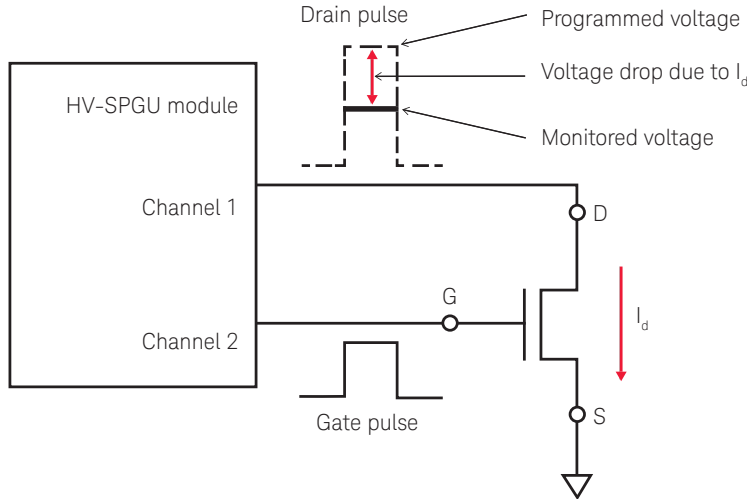 Drain pulse
Programmed voltage
Voltage drop due to Id
Monitored voltage
HV-SPGU module
Channel 1
D
G
Id
Channel 2
Gate pulse
S